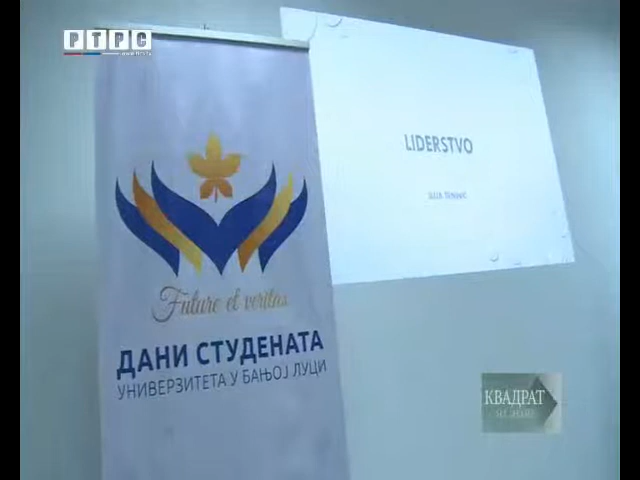 РТРС
LIDERSTVO
Future et veritas
ДАНИ СТУДЕНАТА
УНИВЕРЗИТЕТА У БАЊОЈ ЛУЦИ
КВАДРАТ